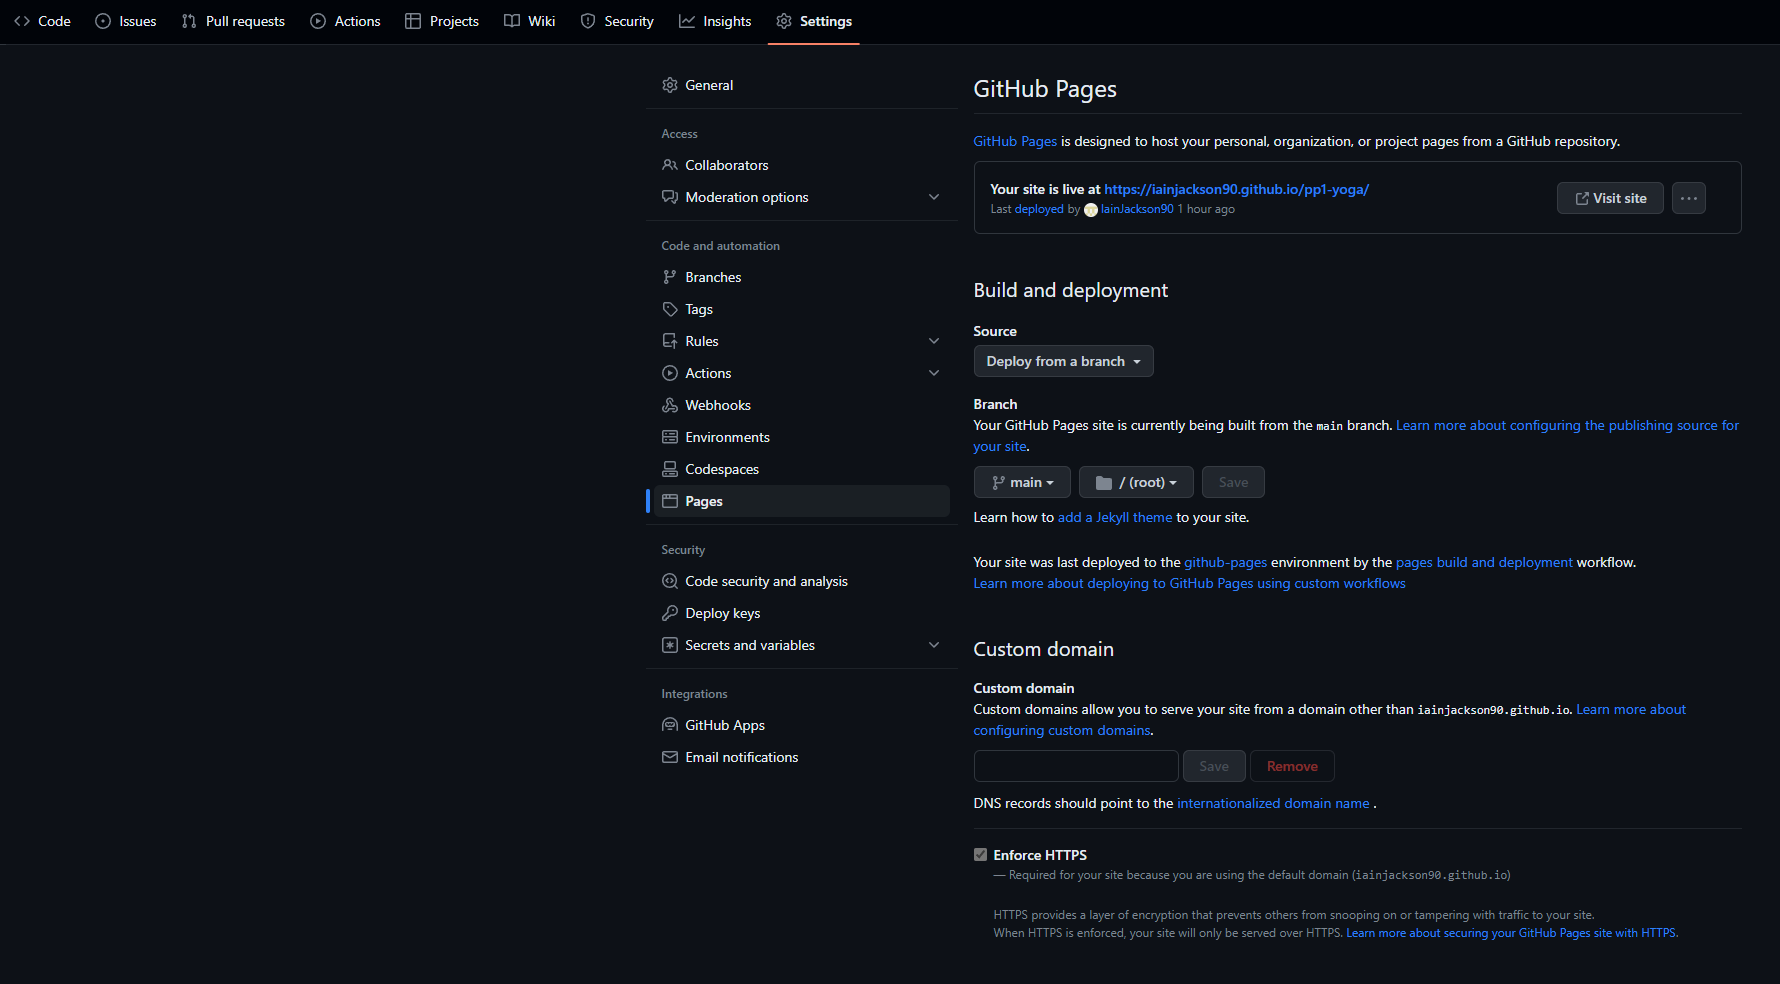 Code Issues Pull requests Actions Projects Wiki Security Insights Settings
General
Access
Collaborators
Moderation options
Code and automation
Branches
Tags
Rules
Actions
Webhooks
Environments
Codespaces
Pages
Security
Code security and analysis
Deploy keys
Secrets and variables
Integrations
GitHub Apps
Email notifications
GitHub Pages
GitHub Pages is designed to host your personal, organization, or project pages from a GitHub repository.
Your site is live at https://iainjackson90.github.io/pp1-yoga/
Last deployed by IainJackson90 1 hour ago
Visit site
Build and deployment
Source
Deploy from a branch
Branch
Your GitHub Pages site is currently being built from the main branch. Learn more about configuring the publishing source for
your site.
main / (root) Save
Learn how to add a Jekyll theme to your site.
Your site was last deployed to the github-pages environment by the pages build and deployment workflow.
Learn more about deploying to GitHub Pages using custom workflows
Custom domain
Custom domain
Custom domains allow you to serve your site from a domain other than iainjackson90.github.io. Learn more about
configuring custom domains.
Save Remove
DNS records should point to the internationalized domain name .
Enforce HTTPS
— Required for your site because you are using the default domain (iainjackson90.github.io)
HTTPS provides a layer of encryption that prevents others from snooping on or tampering with traffic to your site.
When HTTPS is enforced, your site will only be served over HTTPS. Learn more about securing your GitHub Pages site with HTTPS.